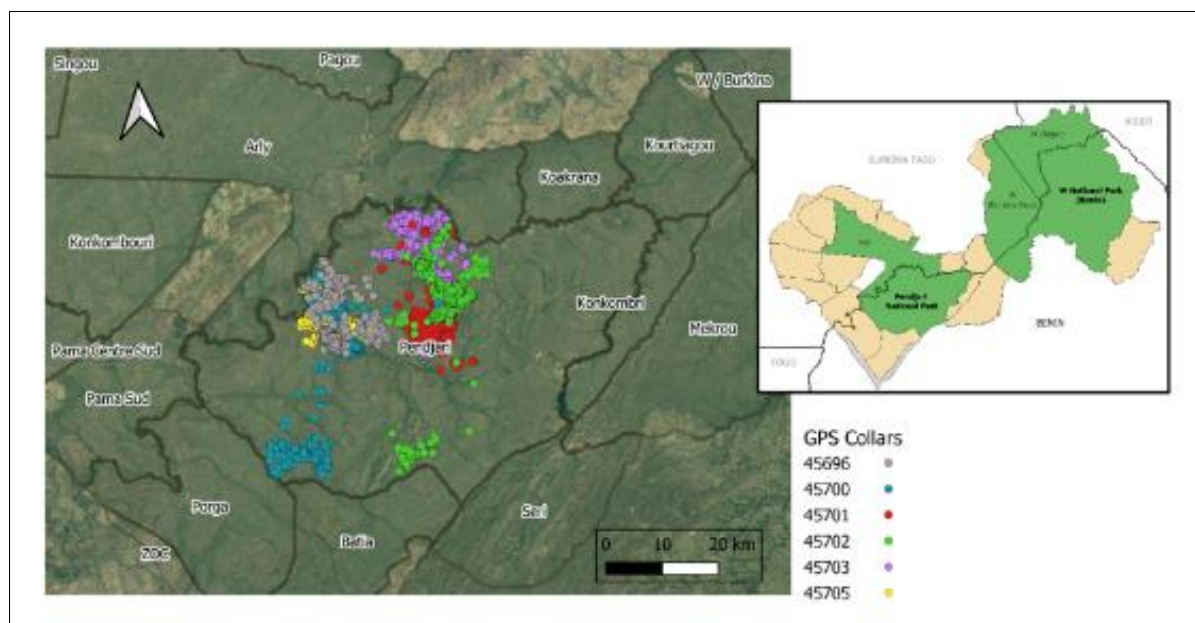 Singou
Pagou
W / Burkina
Arly
Kourtiagou
Koakrana
Konkombouri
Konkombri
Mekrou
Pendjari
Pama Centre Sud
Pama Sud
Porga
Batia
Seri
ZOC
0 10 20 km
NIGER
BURKINA FASO
W National Park
(Benin)
Pendjari
National Park
BENIN
TOGO
GPS Collars
45696
45700
45701
45702
45703
45705